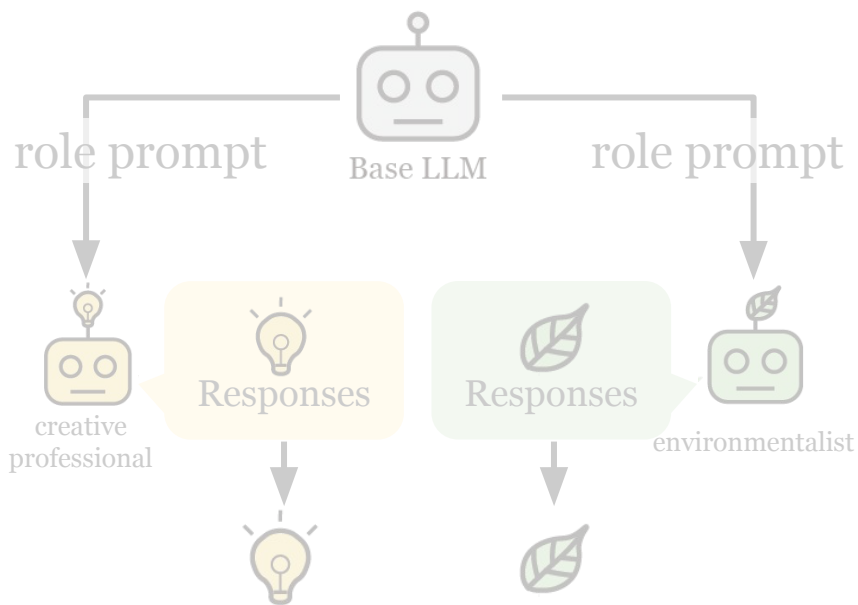 Base LLM
role prompt
role prompt
Responses
Responses
creative
professional
environmentalist